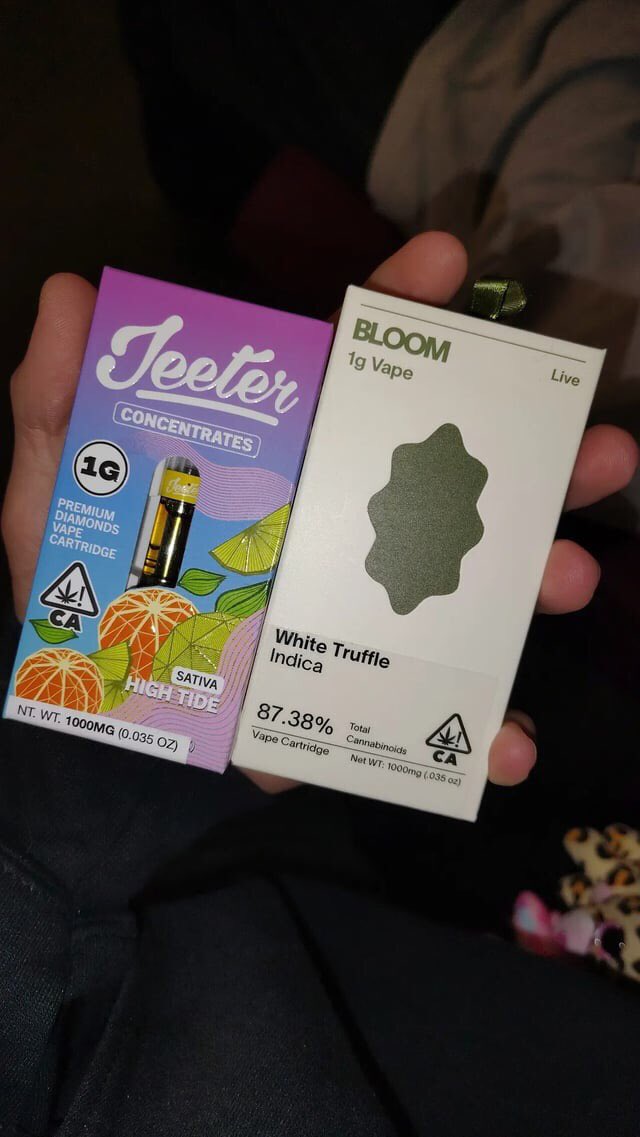 Jeeter
CONCENTRATES
1G
PREMIUM
DIAMONDS
VAPE
CARTRIDGE
Jeeter
CA
SATIVA
HIGH TIDE
NT. WT. 1000MG (0.035 OZ)
BLOOM
1g Vape
Live
White Truffle
Indica
87.38%
Total
Cannabinoids
Vape Cartridge
Net WT: 1000mg (.035 oz)
CA